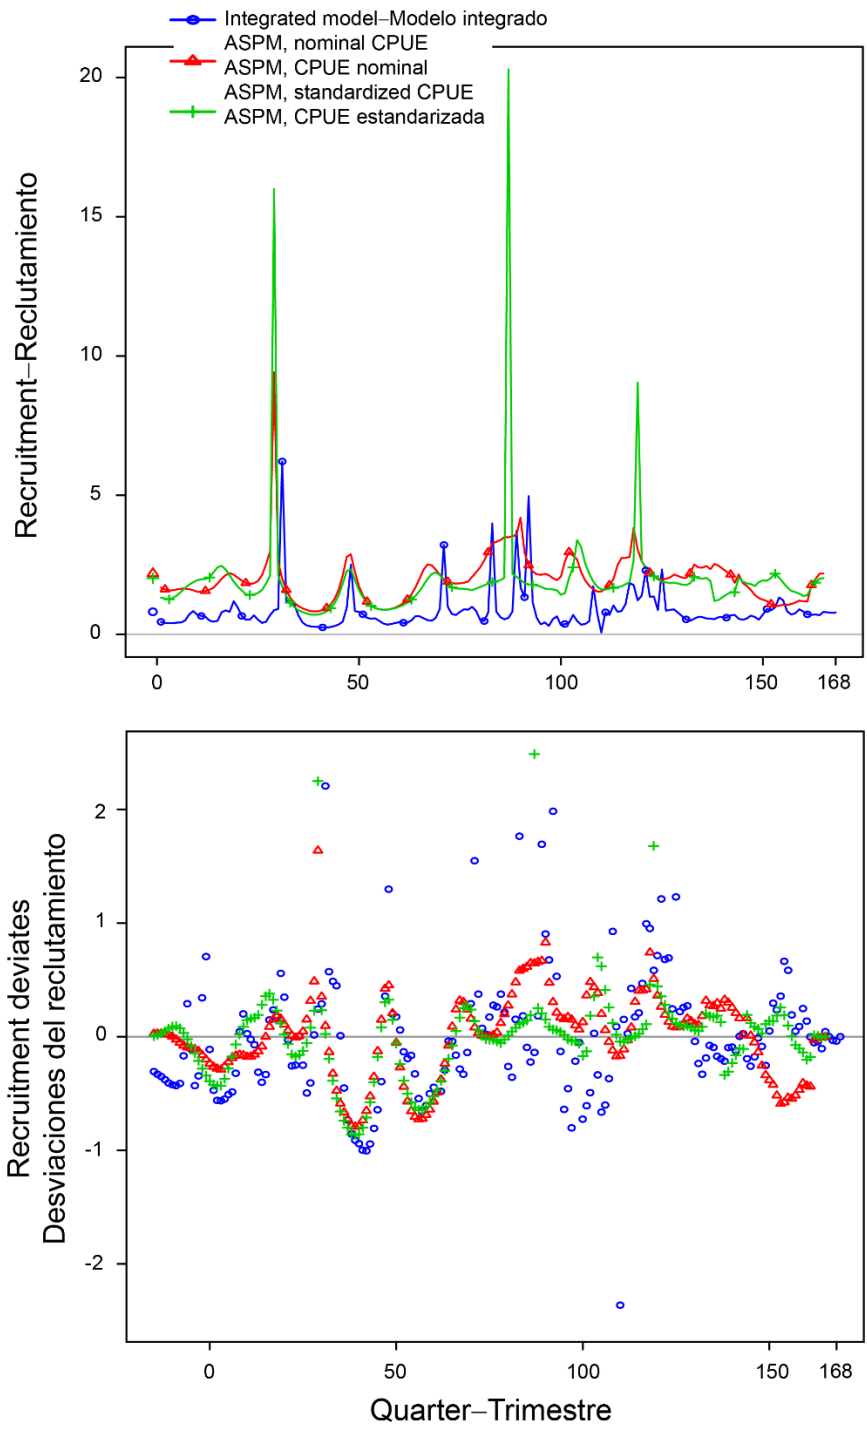 Integrated model–Modelo integrado
ASPM, nominal CPUE
ASPM, CPUE nominal
ASPM, standardized CPUE
ASPM, CPUE estandarizada
Recruitment–Reclutamiento
20
15
10
5
0
0 50 100 150 168
Recruitment deviates
Desviaciones del reclutamiento
2
1
0
-1
-2
0 50 100 150 168
Quarter–Trimestre